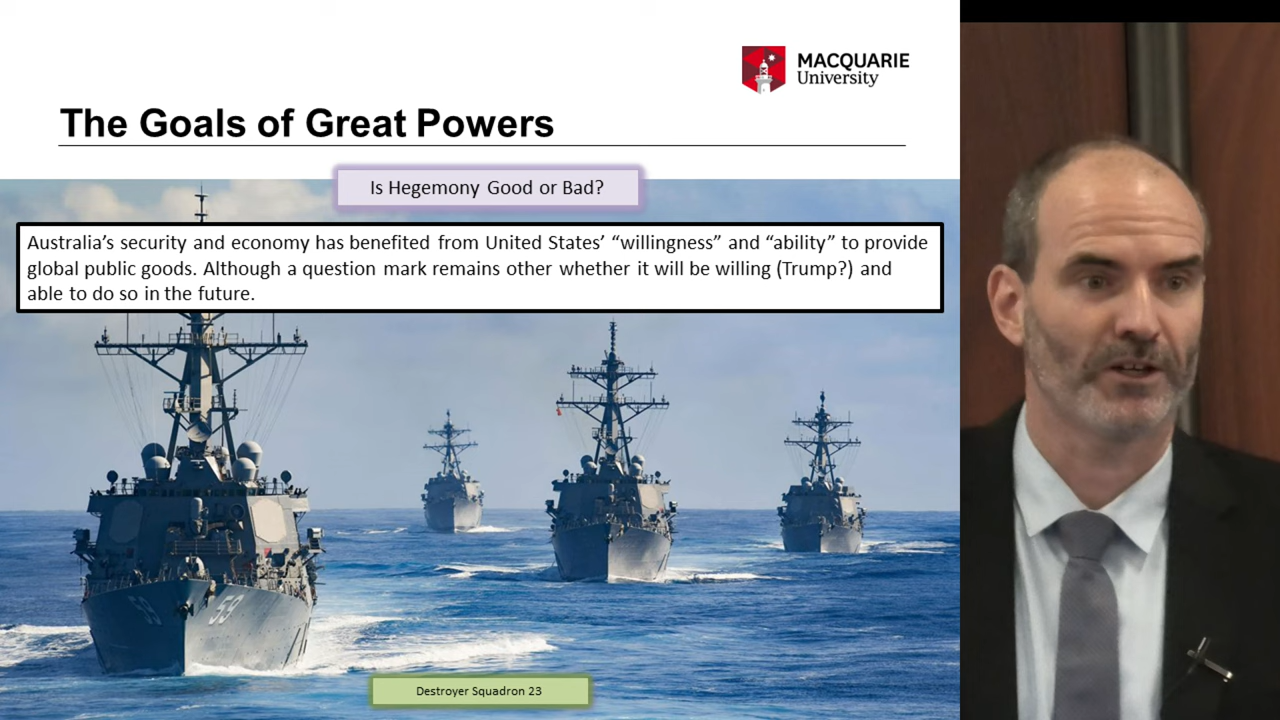 MACQUARIE
University
The Goals of Great Powers
Is Hegemony Good or Bad?
Australia’s security and economy has benefited from United States’ “willingness” and “ability” to provide
global public goods. Although a question mark remains other whether it will be willing (Trump?) and
able to do so in the future.
59
59
Destroyer Squadron 23